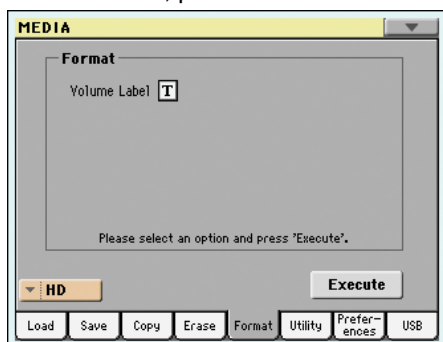 MEDIA
Format
Volume Label T
Please select an option and press 'Execute'.
HD
Execute
Load Save Copy Erase Format Utility Prefer-
ences USB